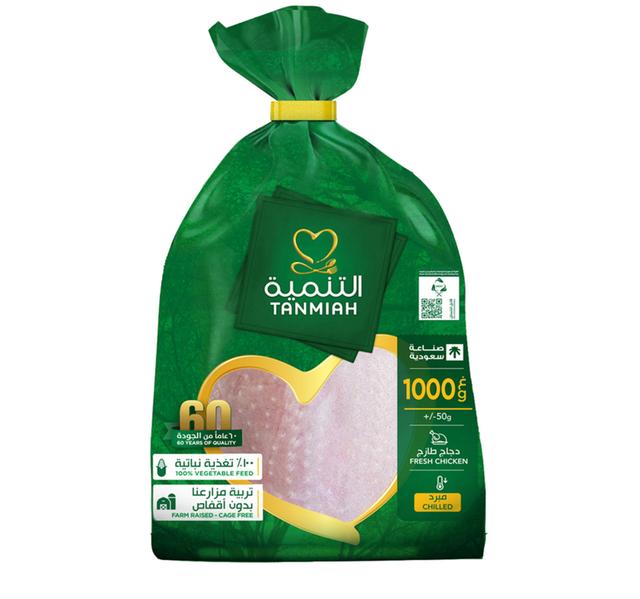 التنمية
TANMIAH
صناعة
سعودية
1000 غ g
+/-50g
دجاج طازج
FRESH CHICKEN
مبرد
CHILLED
60
٦٠ عاما من الجودة
60 YEARS OF QUALITY
١٠٠٪ تغذية نباتية
100% VEGETABLE FEED
تربية مزارعنا
بدون أقفاص
FARM RAISED - CAGE FREE